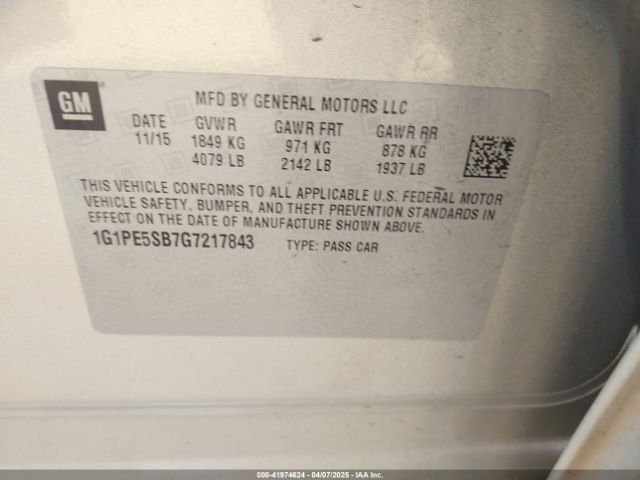 GM
MFD BY GENERAL MOTORS LLC
DATE GVWR GAWR FRT GAWR RR
11/15 1849 KG 971 KG 878 KG
4079 LB 2142 LB 1937 LB
THIS VEHICLE CONFORMS TO ALL APPLICABLE U.S. FEDERAL MOTOR
VEHICLE SAFETY, BUMPER, AND THEFT PREVENTION STANDARDS IN
EFFECT ON THE DATE OF MANUFACTURE SHOWN ABOVE.
1G1PE5SB7G7217843 TYPE: PASS CAR
000-41974624 | 04/07/2025 | IAA Inc.